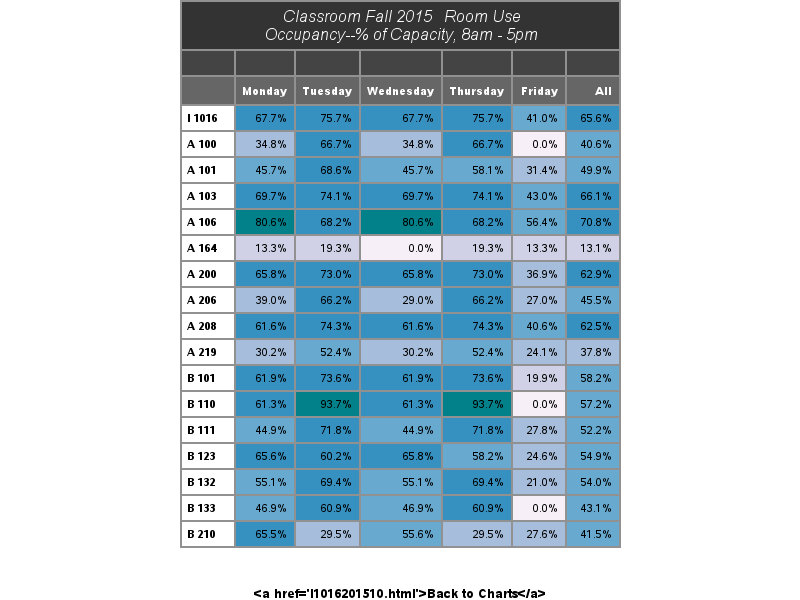 Classroom Fall 2015 Room Use
Occupancy--% of Capacity, 8am - 5pm
Monday Tuesday Wednesday Thursday Friday All
I 1016 67.7% 75.7% 67.7% 75.7% 41.0% 65.6%
A 100 34.8% 66.7% 34.8% 66.7% 0.0% 40.6%
A 101 45.7% 68.6% 45.7% 58.1% 31.4% 49.9%
A 103 69.7% 74.1% 69.7% 74.1% 43.0% 66.1%
A 106 80.6% 68.2% 80.6% 68.2% 56.4% 70.8%
A 164 13.3% 19.3% 0.0% 19.3% 13.3% 13.1%
A 200 65.8% 73.0% 65.8% 73.0% 36.9% 62.9%
A 206 39.0% 66.2% 29.0% 66.2% 27.0% 45.5%
A 208 61.6% 74.3% 61.6% 74.3% 40.6% 62.5%
A 219 30.2% 52.4% 30.2% 52.4% 24.1% 37.8%
B 101 61.9% 73.6% 61.9% 73.6% 19.9% 58.2%
B 110 61.3% 93.7% 61.3% 93.7% 0.0% 57.2%
B 111 44.9% 71.8% 44.9% 71.8% 27.8% 52.2%
B 123 65.6% 60.2% 65.8% 58.2% 24.6% 54.9%
B 132 55.1% 69.4% 55.1% 69.4% 21.0% 54.0%
B 133 46.9% 60.9% 46.9% 60.9% 0.0% 43.1%
B 210 65.5% 29.5% 55.6% 29.5% 27.6% 41.5%
<a href='I1016201510.html'>Back to Charts</a>